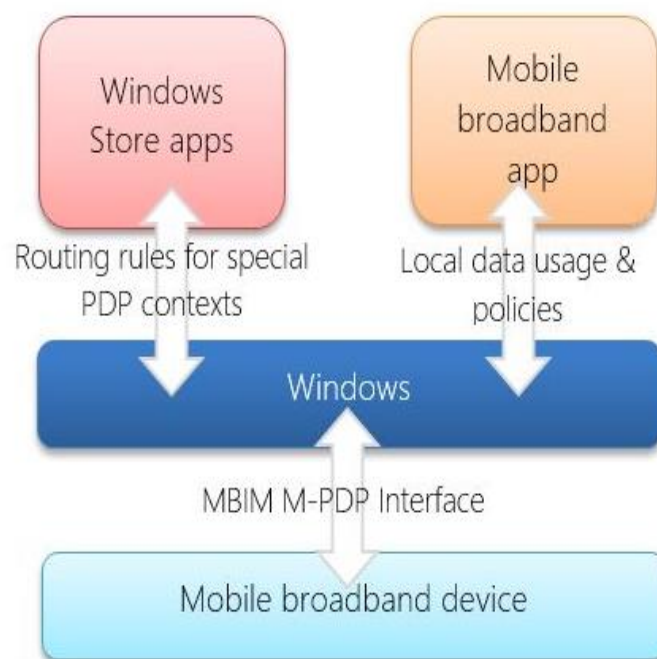 Windows
Store apps
Mobile
broadband
app
Routing rules for special
PDP contexts
Local data usage &
policies
Windows
MBIM M-PDP Interface
Mobile broadband device